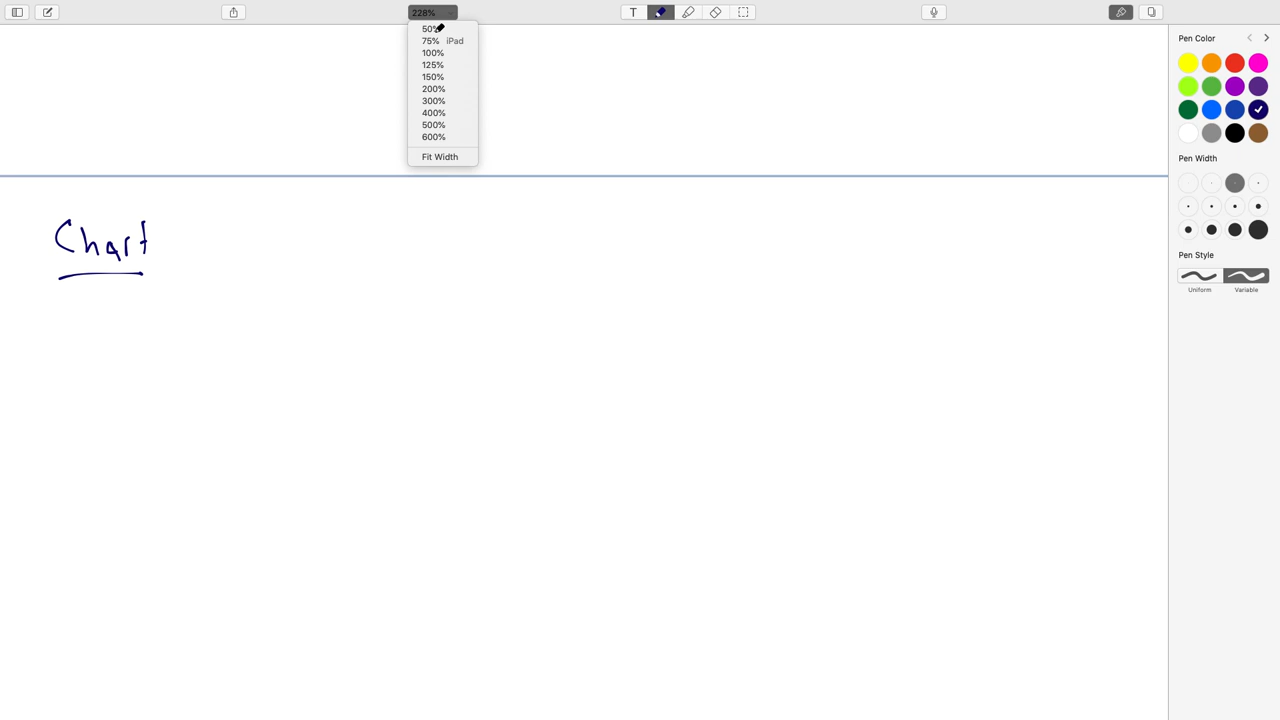 228%
Pen Color
50%
75% iPad
100%
125%
150%
200%
300%
400%
500%
600%
Fit Width
Pen Width
Chart
Pen Style
Uniform Variable